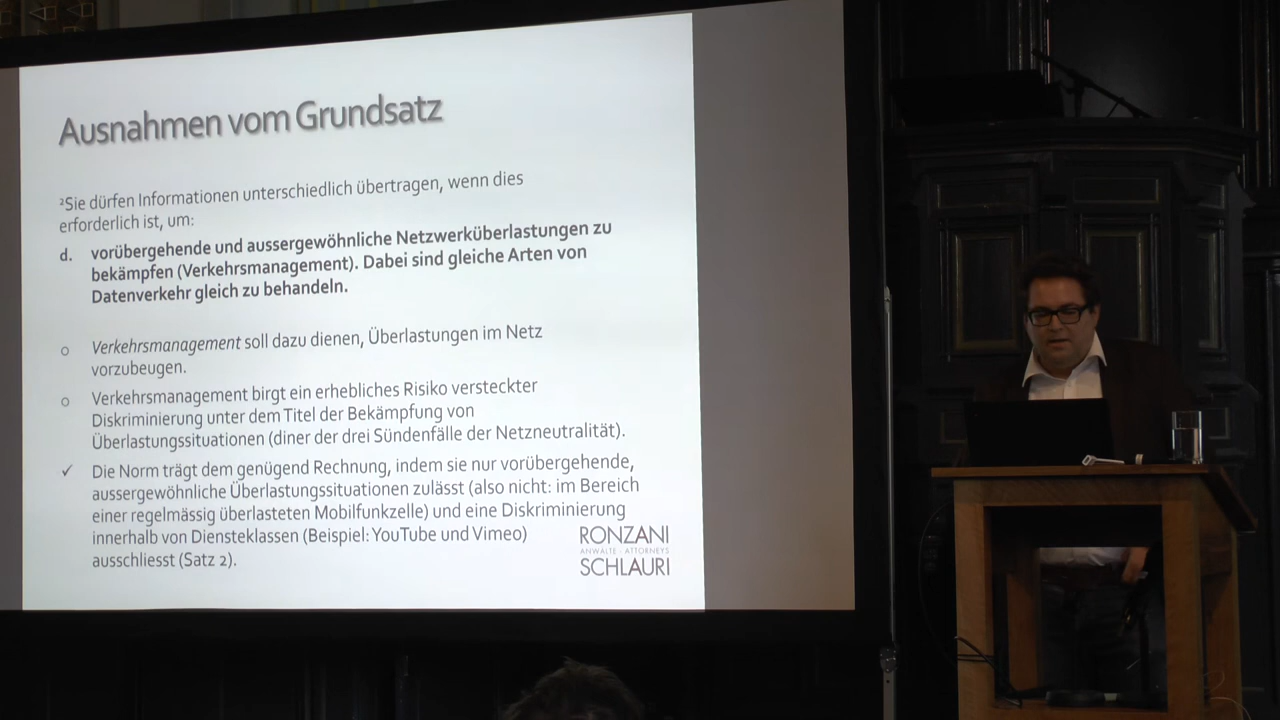 Ausnahmen vom Grundsatz
²Sie dürfen Informationen unterschiedlich übertragen, wenn dies
erforderlich ist, um:
d. vorübergehende und aussergewöhnliche Netzwerküberlastungen zu
bekämpfen (Verkehrsmanagement). Dabei sind gleiche Arten von
Datenverkehr gleich zu behandeln.
o Verkehrsmanagement soll dazu dienen, Überlastungen im Netz
vorzubeugen.
o Verkehrsmanagement birgt ein erhebliches Risiko versteckter
Diskriminierung unter dem Titel der Bekämpfung von
Überlastungssituationen (diner der drei Sündenfälle der Netzneutralität).
✓ Die Norm trägt dem genügend Rechnung, indem sie nur vorübergehende,
aussergewöhnliche Überlastungssituationen zulässt (also nicht: im Bereich
einer regelmässig überlasteten Mobilfunkzelle) und eine Diskriminierung
innerhalb von Diensteklassen (Beispiel: YouTube und Vimeo)
ausschliesst (Satz 2).
RONZANI
ANWÄLTE · ATTORNEYS
SCHLAURI